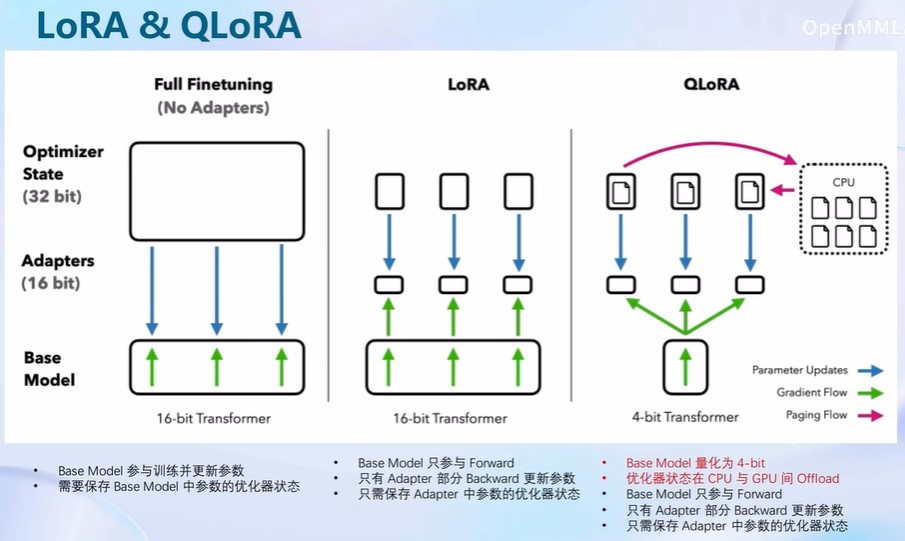 LoRA & QLoRA
OpenMML
Full Finetuning
(No Adapters)
LoRA
QLoRA
Optimizer
State
(32 bit)
CPU
Adapters
(16 bit)
Base
Model
Parameter Updates
Gradient Flow
Paging Flow
16-bit Transformer
16-bit Transformer
4-bit Transformer
• Base Model 参与训练并更新参数
• 需要保存 Base Model 中参数的优化器状态
• Base Model 只参与 Forward
• 只有 Adapter 部分 Backward 更新参数
• 只需保存 Adapter 中参数的优化器状态
• Base Model 量化为 4-bit
• 优化器状态在 CPU 与 GPU 间 Offload
• Base Model 只参与 Forward
• 只有 Adapter 部分 Backward 更新参数
• 只需保存 Adapter 中参数的优化器状态